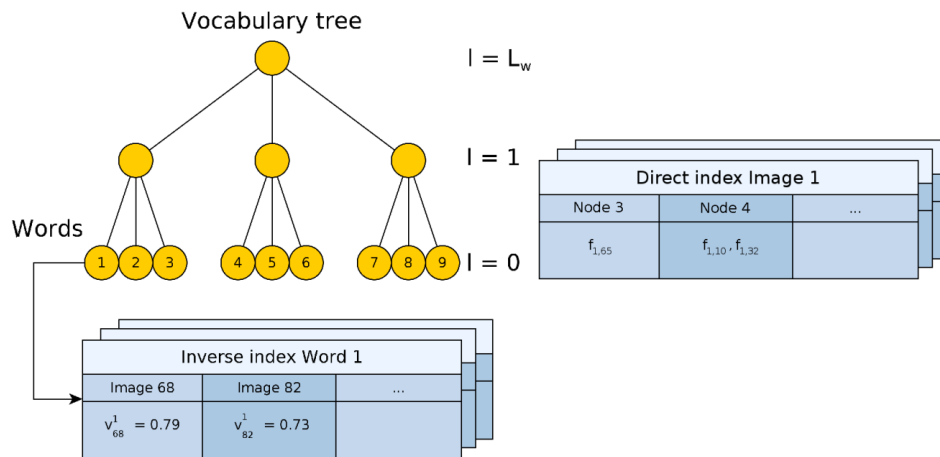 Vocabulary tree
l = L_w
l = 1
Direct index Image 1
Node 3 Node 4 ...
f_1,65 f_1,10 , f_1,32
Words
1 2 3 4 5 6 7 8 9
l = 0
Inverse index Word 1
Image 68 Image 82 ...
v^1_68 = 0.79 v^1_82 = 0.73